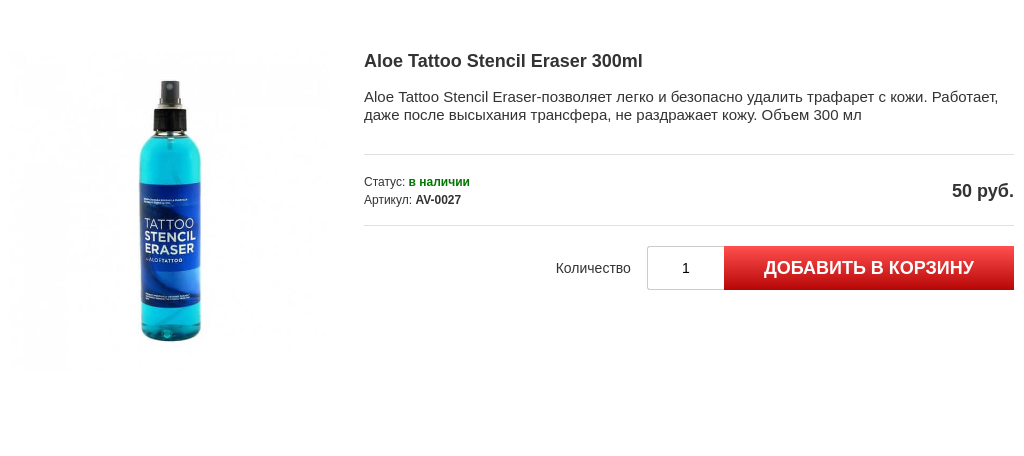 Aloe Tattoo Stencil Eraser 300ml
Aloe Tattoo Stencil Eraser-позволяет легко и безопасно удалить трафарет с кожи. Работает,
даже после высыхания трансфера, не раздражает кожу. Объем 300 мл
Статус: в наличии
Артикул: AV-0027
50 руб.
Количество
1
ДОБАВИТЬ В КОРЗИНУ
TATTOO
STENCIL
ERASER